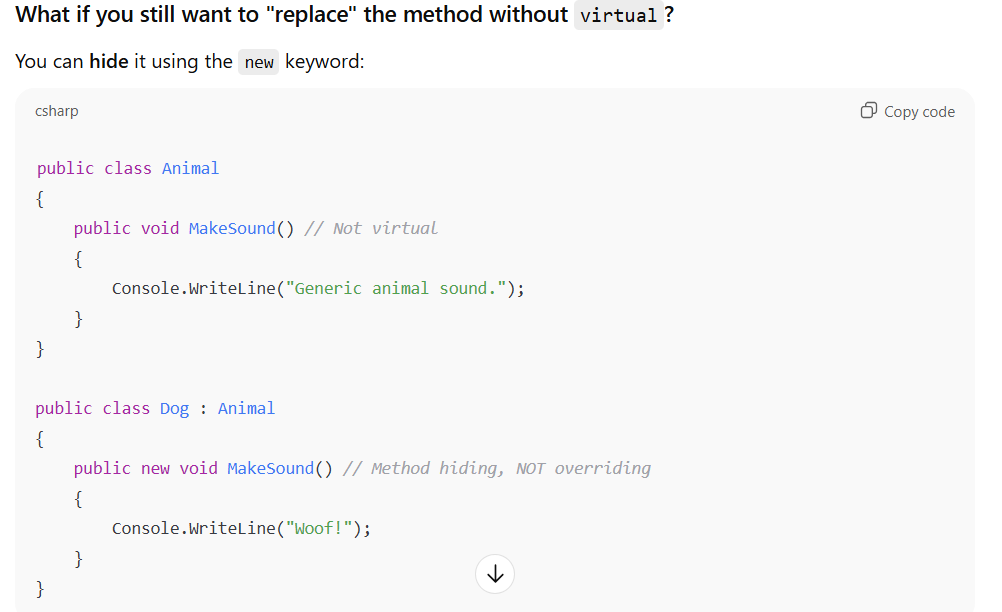 What if you still want to "replace" the method without virtual?
You can hide it using the new keyword:
csharp
Copy code
public class Animal
{
    public void MakeSound() // Not virtual
    {
        Console.WriteLine("Generic animal sound.");
    }
}

public class Dog : Animal
{
    public new void MakeSound() // Method hiding, NOT overriding
    {
        Console.WriteLine("Woof!");
    }
}